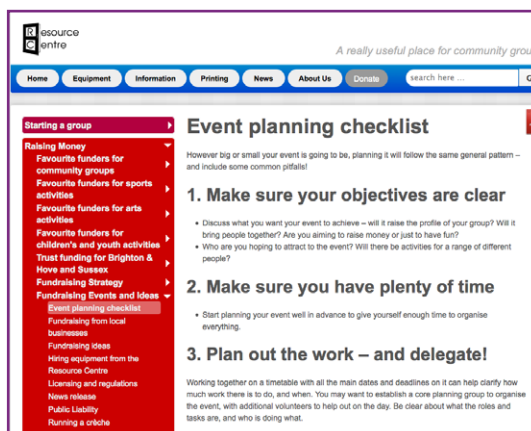 Resource
Centre
A really useful place for community grou
Home
Equipment
Information
Printing
News
About Us
Donate
search here ...
G
Starting a group
Raising Money
Favourite funders for
community groups
Favourite funders for sports
activities
Favourite funders for arts
activities
Favourite funders for
children's and youth activities
Trust funding for Brighton &
Hove and Sussex
Fundraising Strategy
Fundraising Events and Ideas
Event planning checklist
Fundraising from local
businesses
Fundraising ideas
Hiring equipment from the
Resource Centre
Licensing and regulations
News release
Public Liability
Running a crèche
Event planning checklist
However big or small your event is going to be, planning it will follow the same general pattern –
and include some common pitfalls!
1. Make sure your objectives are clear
• Discuss what you want your event to achieve – will it raise the profile of your group? Will it
bring people together? Are you aiming to raise money or just to have fun?
• Who are you hoping to attract to the event? Will there be activities for a range of different
people?
2. Make sure you have plenty of time
• Start planning your event well in advance to give yourself enough time to organise
everything.
3. Plan out the work – and delegate!
Working together on a timetable with all the main dates and deadlines on it can help clarify how
much work there is to do, and when. You may want to establish a core planning group to organise
the event, with additional volunteers to help out on the day. Be clear about what the roles and
tasks are, and who is doing what.